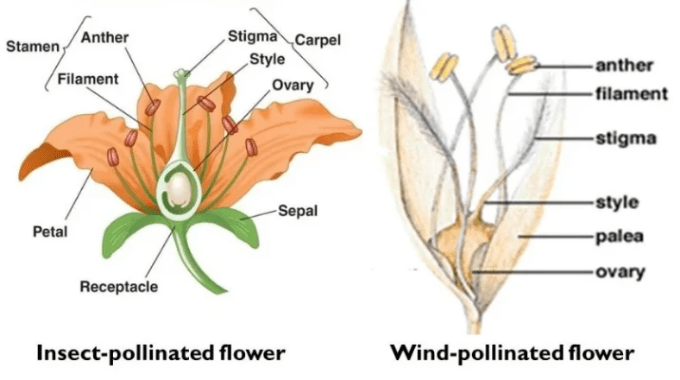 Stamen
Anther
Filament
Stigma
Carpel
Style
Ovary
Petal
Sepal
Receptacle
Insect-pollinated flower
anther
filament
stigma
style
palea
ovary
Wind-pollinated flower